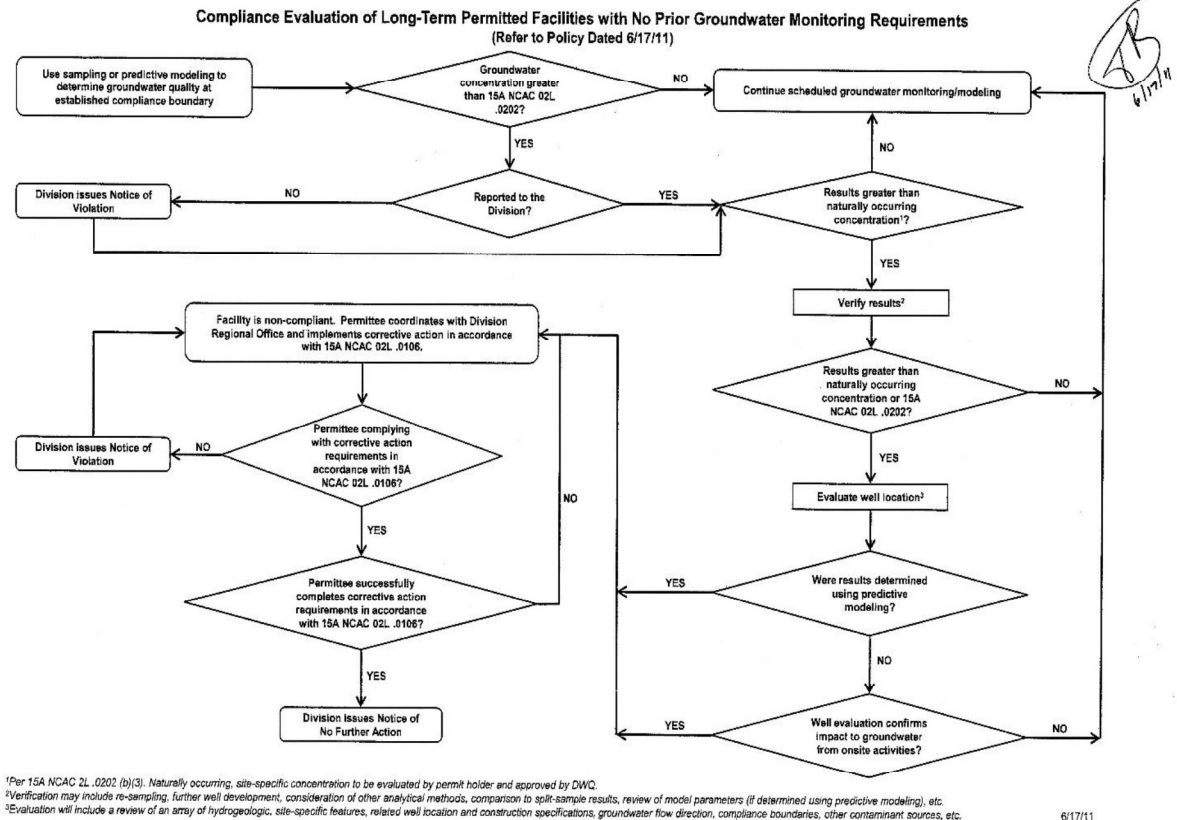 Compliance Evaluation of Long-Term Permitted Facilities with No Prior Groundwater Monitoring Requirements
(Refer to Policy Dated 6/17/11)
6/17/11
Use sampling or predictive modeling to
determine groundwater quality at
established compliance boundary
Groundwater
concentration greater
than 15A NCAC 02L
.0202?
NO
Continue scheduled groundwater monitoring/modeling
YES
NO
Division issues Notice of
Violation
NO
Reported to the
Division?
YES
Results greater than
naturally occurring
concentration¹?
YES
Verify results²
Facility is non-compliant. Permittee coordinates with Division
Regional Office and implements corrective action in accordance
with 15A NCAC 02L .0106.
Results greater than
naturally occurring
concentration or 15A
NCAC 02L .0202?
NO
Division issues Notice of
Violation
NO
Permittee complying
with corrective action
requirements in
accordance with 15A
NCAC 02L .0106?
YES
Evaluate well location³
NO
YES
Permittee successfully
completes corrective action
requirements in accordance
with 15A NCAC 02L .0106?
YES
Were results determined
using predictive
modeling?
NO
YES
Division Issues Notice of
No Further Action
YES
Well evaluation confirms
impact to groundwater
from onsite activities?
NO
¹Per 15A NCAC 2L .0202 (b)(3). Naturally occurring, site-specific concentration to be evaluated by permit holder and approved by DWQ.
²Verification may include re-sampling, further well development, consideration of other analytical methods, comparison to split-sample results, review of model parameters (if determined using predictive modeling), etc.
³Evaluation will include a review of an array of hydrogeologic, site-specific features, related well location and construction specifications, groundwater flow direction, compliance boundaries, other contaminant sources, etc.
6/17/11